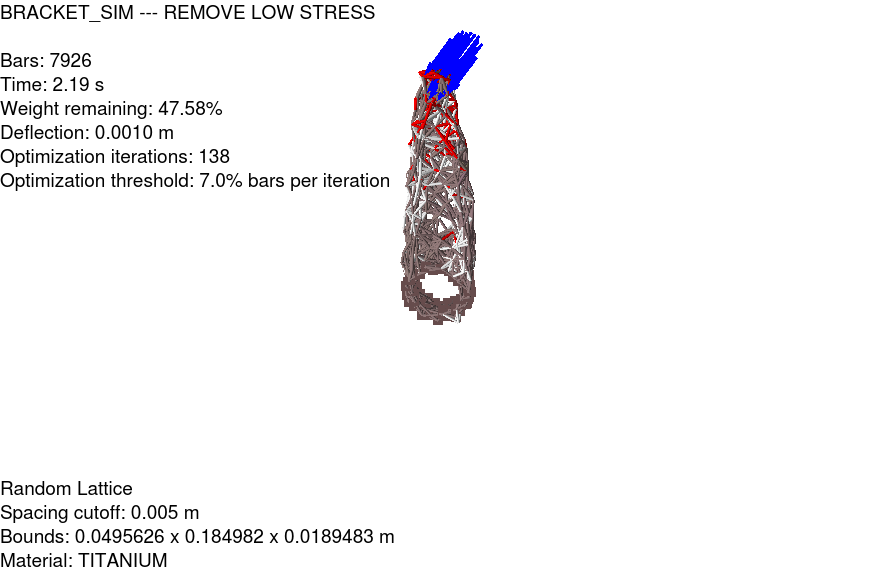 BRACKET_SIM --- REMOVE LOW STRESS
Bars: 7926
Time: 2.19 s
Weight remaining: 47.58%
Deflection: 0.0010 m
Optimization iterations: 138
Optimization threshold: 7.0% bars per iteration
Random Lattice
Spacing cutoff: 0.005 m
Bounds: 0.0495626 x 0.184982 x 0.0189483 m
Material: TITANIUM